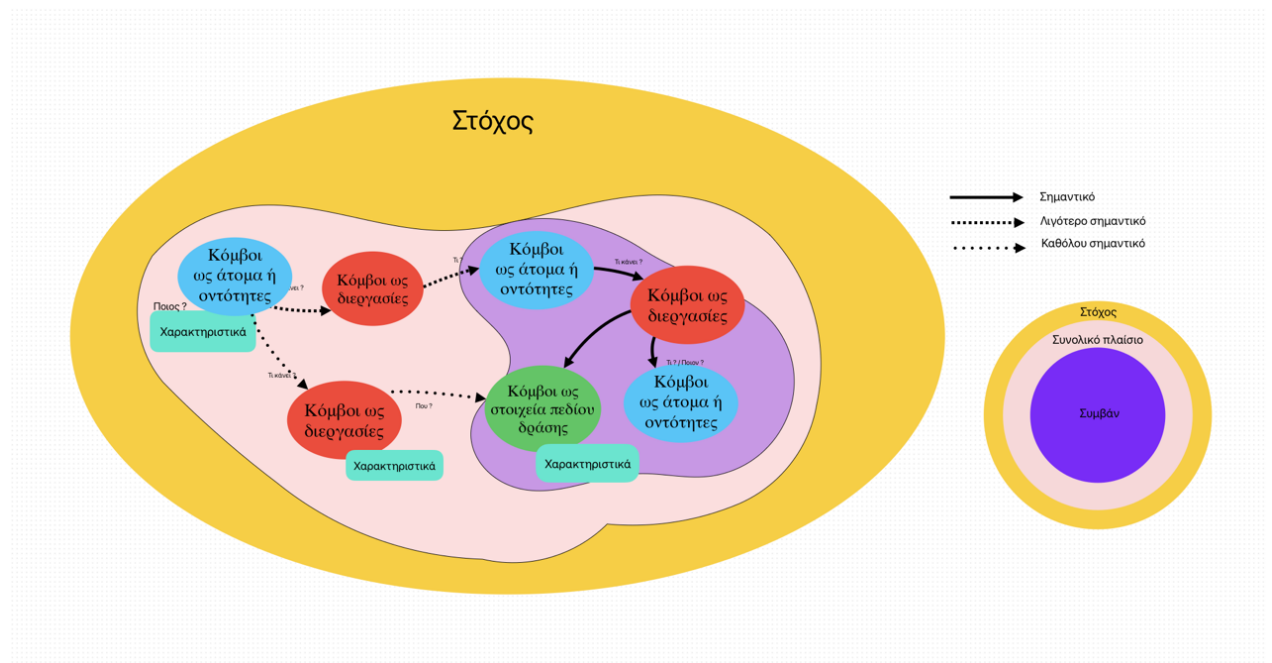 Στόχος
Κόμβοι
ως άτομα ή
οντότητες
Ποιος ?
Χαρακτηριστικά
Κόμβοι ως
διεργασίες
Τι ?
Κόμβοι
ως άτομα ή
οντότητες
Τι κάνει ?
Κόμβοι ως
διεργασίες
Τι κάνει ?
Κόμβοι ως
διεργασίες
Χαρακτηριστικά
Που ?
Κόμβοι ως
στοιχεία πεδίου
δράσης
Χαρακτηριστικά
Τι ? / Ποιον ?
Κόμβοι
ως άτομα ή
οντότητες
Σημαντικό
Λιγότερο σημαντικό
Καθόλου σημαντικό
Στόχος
Συνολικό πλαίσιο
Συμβάν